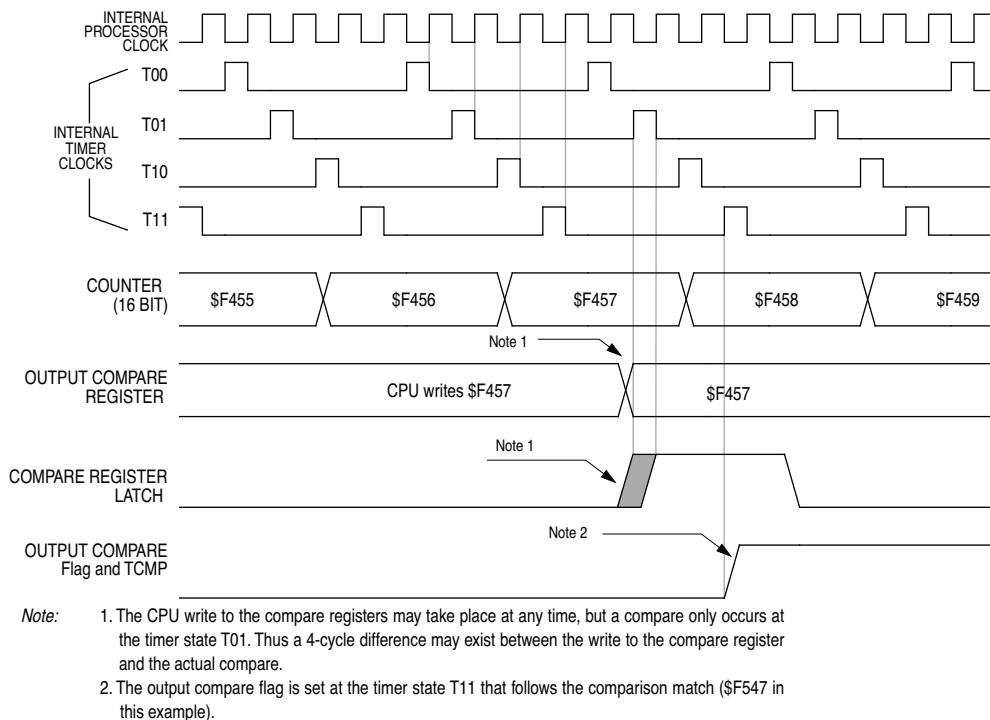 INTERNAL
PROCESSOR
CLOCK
T00
T01
INTERNAL
TIMER
CLOCKS
T10
T11
COUNTER
(16 BIT)
$F455
$F456
$F457
$F458
$F459
Note 1
OUTPUT COMPARE
REGISTER
CPU writes $F457
$F457
Note 1
COMPARE REGISTER
LATCH
Note 2
OUTPUT COMPARE
Flag and TCMP
Note: 1. The CPU write to the compare registers may take place at any time, but a compare only occurs at
the timer state T01. Thus a 4-cycle difference may exist between the write to the compare register
and the actual compare.
2. The output compare flag is set at the timer state T11 that follows the comparison match ($F547 in
this example).